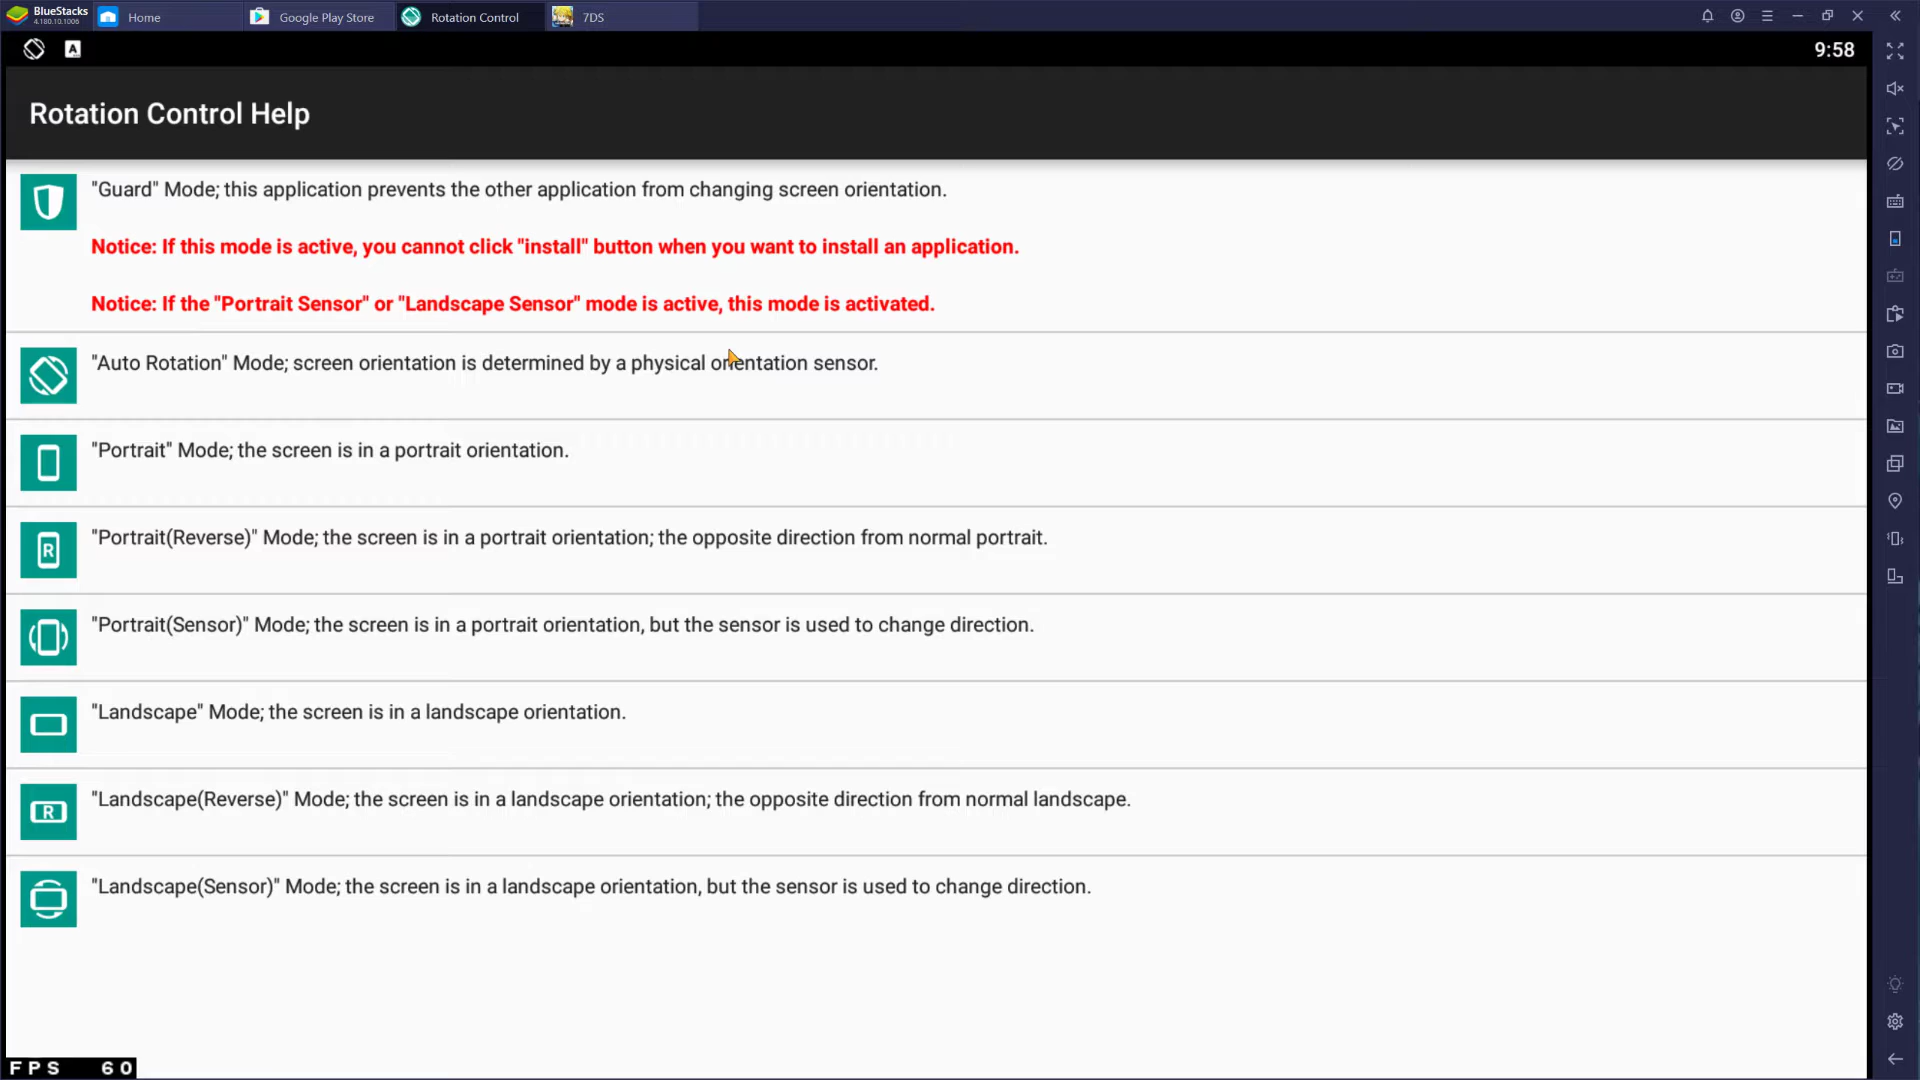 BlueStacks
4.180.10.1006
Home
Google Play Store
Rotation Control
7DS
A
9:58
Rotation Control Help
"Guard" Mode; this application prevents the other application from changing screen orientation.
Notice: If this mode is active, you cannot click "install" button when you want to install an application.
Notice: If the "Portrait Sensor" or "Landscape Sensor" mode is active, this mode is activated.
"Auto Rotation" Mode; screen orientation is determined by a physical orientation sensor.
"Portrait" Mode; the screen is in a portrait orientation.
R
"Portrait(Reverse)" Mode; the screen is in a portrait orientation; the opposite direction from normal portrait.
"Portrait(Sensor)" Mode; the screen is in a portrait orientation, but the sensor is used to change direction.
"Landscape" Mode; the screen is in a landscape orientation.
R
"Landscape(Reverse)" Mode; the screen is in a landscape orientation; the opposite direction from normal landscape.
"Landscape(Sensor)" Mode; the screen is in a landscape orientation, but the sensor is used to change direction.
FPS 60